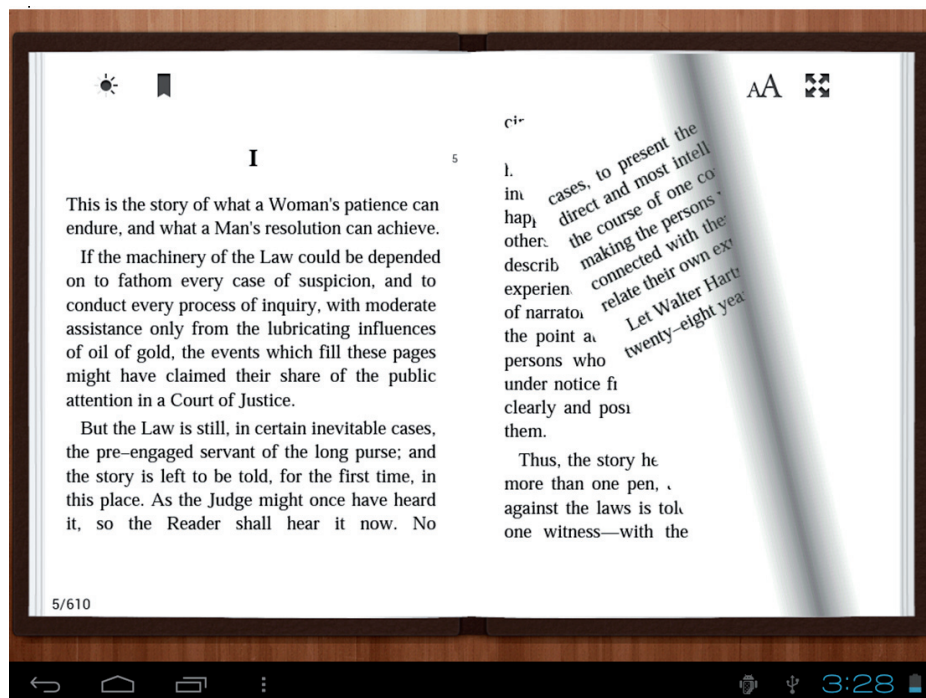 AA
I
5
This is the story of what a Woman's patience can
endure, and what a Man's resolution can achieve.
If the machinery of the Law could be depended
on to fathom every case of suspicion, and to
conduct every process of inquiry, with moderate
assistance only from the lubricating influences
of oil of gold, the events which fill these pages
might have claimed their share of the public
attention in a Court of Justice.
But the Law is still, in certain inevitable cases,
the pre–engaged servant of the long purse; and
the story is left to be told, for the first time, in
this place. As the Judge might once have heard
it, so the Reader shall hear it now. No
5/610
of
the point
persons who
under notice
clearly and
them.
Thus, the story
more than one pen,
against the laws is
one witness—with the
cases, to present the
direct and most
the course of one
making the persons
connected with
relate their own
Let Walter
twenty–eight
3:28